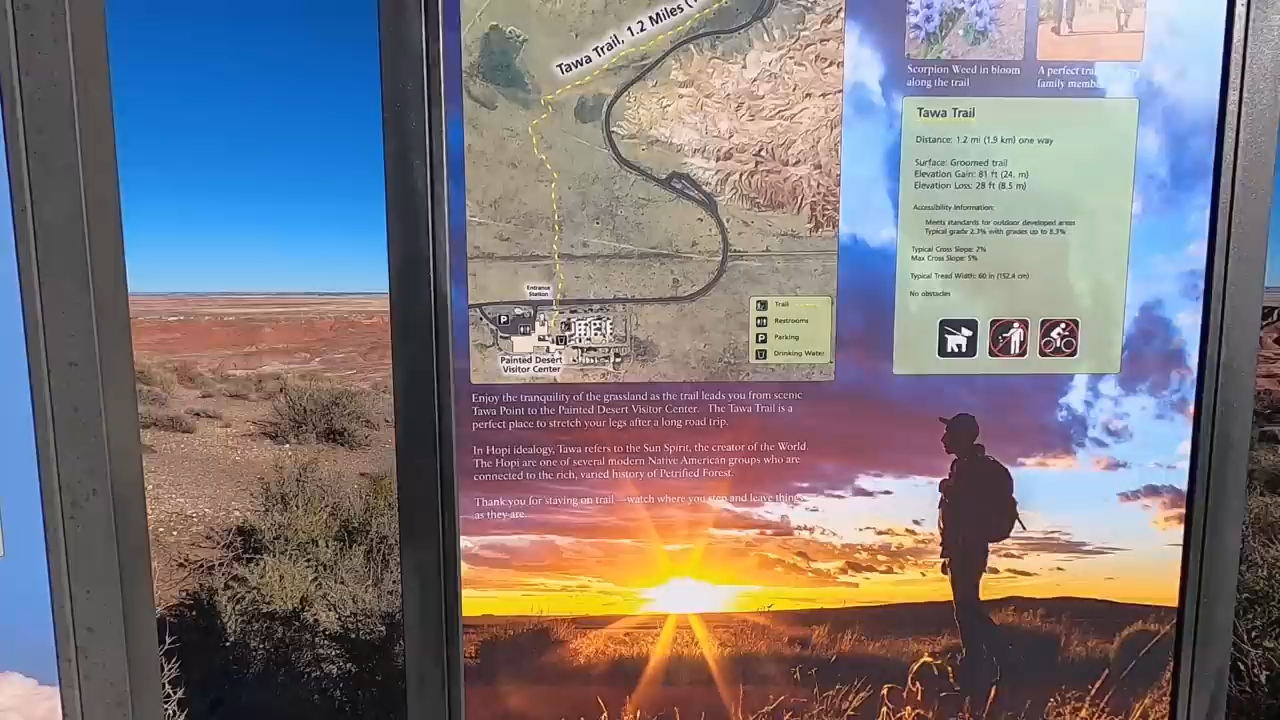 Tawa Trail, 1.2 Miles (1
Entrance
Station
P
Painted Desert
Visitor Center
Trail
Restrooms
P Parking
Drinking Water
Enjoy the tranquility of the grassland as the trail leads you from scenic
Tawa Point to the Painted Desert Visitor Center. The Tawa Trail is a
perfect place to stretch your legs after a long road trip.
In Hopi idealogy, Tawa refers to the Sun Spirit, the creator of the World.
The Hopi are one of several modern Native American groups who are
connected to the rich, varied history of Petrified Forest.
Thank you for staying on trail—watch where you step and leave things
as they are.
Scorpion Weed in bloom
along the trail
A perfect
family
Tawa Trail
Distance: 1.2 mi (1.9 km) one way
Surface: Groomed trail
Elevation Gain: 81 ft (24. m)
Elevation Loss: 28 ft (8.5 m)
Accessibility Information:
Meets standards for outdoor developed areas
Typical grade 2.7% with grades up to 8.3%
Typical Cross Slope: 2%
Max Cross Slope: 5%
Typical Tread Width: 60 in (152.4 cm)
No obstacles